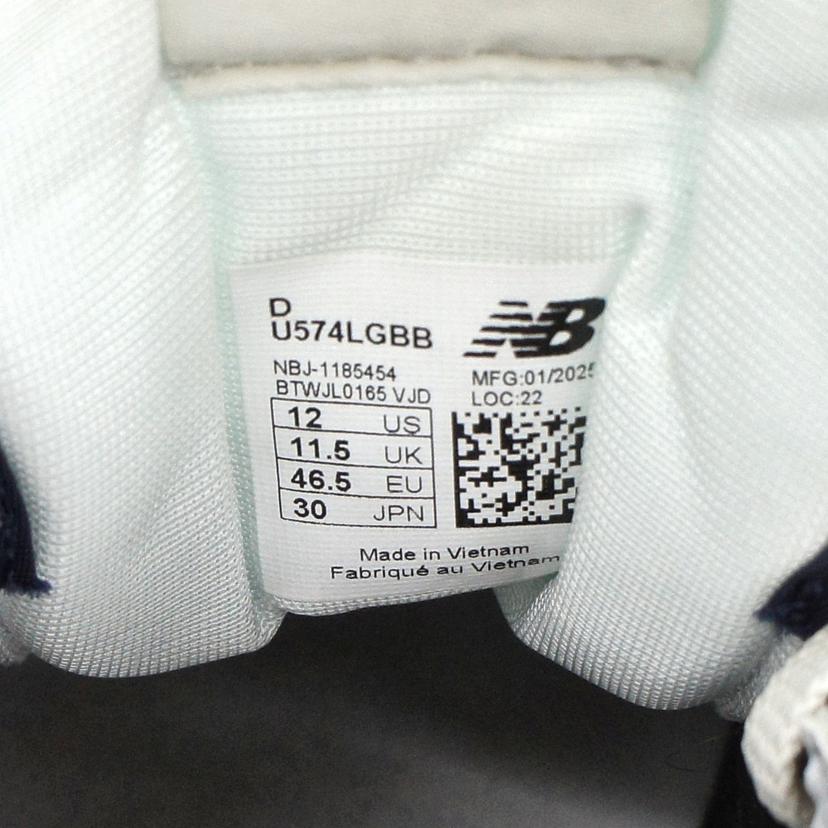 D
U574LGBB
NB
NBJ-1185454
BTWJL0165 VJD
MFG:01/2025
LOC:22
12 US
11.5 UK
46.5 EU
30 JPN
Made in Vietnam
Fabriqué au Vietnam